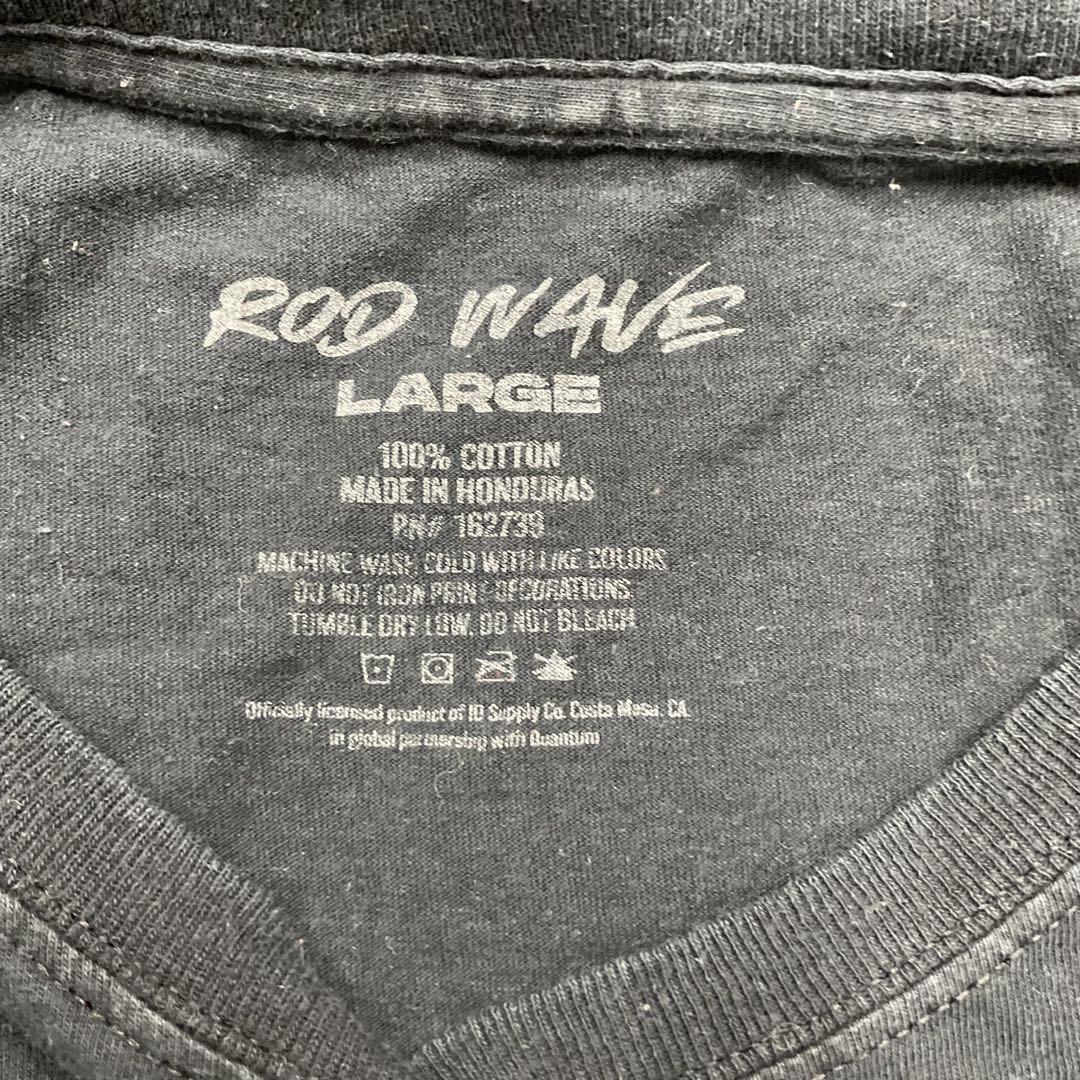 ROD WAVE
LARGE
100% COTTON
MADE IN HONDURAS
RN# 162739
MACHINE WASH COLD WITH LIKE COLORS
DO NOT IRON PRINT DECORATIONS.
TUMBLE DRY LOW. DO NOT BLEACH.
Officially licensed product of ID Supply Co. Costa Mesa, CA
in global partnership with Quantum